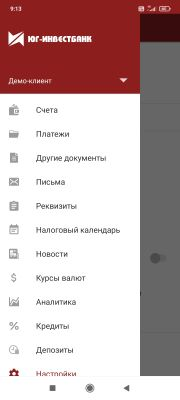 9:13
ЮГ-ИНВЕСТБАНК
Демо-клиент
Счета
Платежи
Другие документы
Письма
Реквизиты
Налоговый календарь
Новости
Курсы валют
Аналитика
Кредиты
Депозиты
Настройки